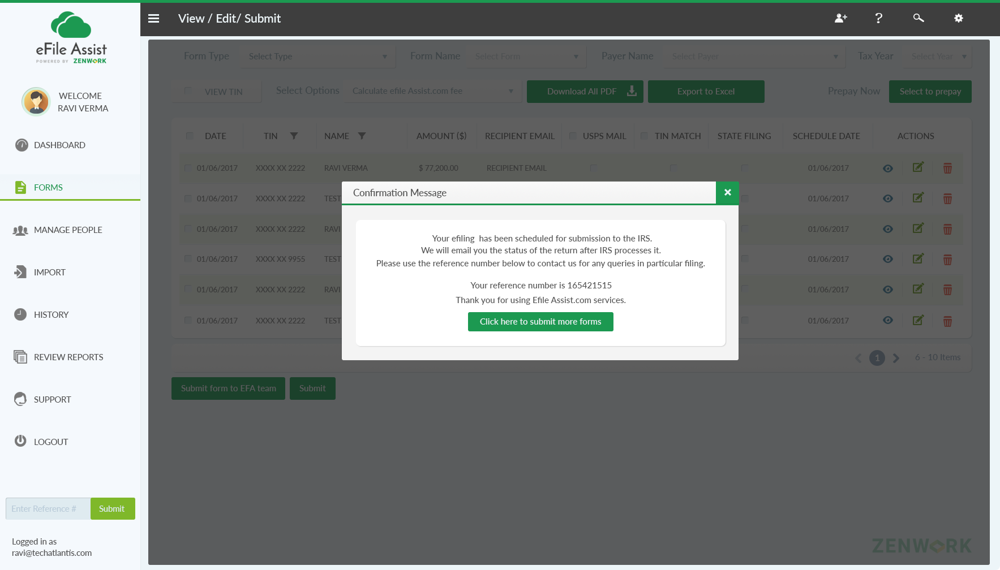 View / Edit/ Submit
eFile Assist
POWERED BY ZENWORK
WELCOME
RAVI VERMA
DASHBOARD
FORMS
MANAGE PEOPLE
IMPORT
HISTORY
REVIEW REPORTS
SUPPORT
LOGOUT
Enter Reference # Submit
Logged in as
ravi@techatlantis.com
Form Type Select Type Form Name Select Form Payer Name Select Payer Tax Year Select Year
VIEW TIN Select Options Calculate efile Assist.com fee Download All PDF Export to Excel Prepay Now Select to prepay
DATE TIN NAME AMOUNT ($) RECIPIENT EMAIL USPS MAIL TIN MATCH STATE FILING SCHEDULE DATE ACTIONS
01/06/2017 XXXX XX 2222 RAVI VERMA $ 77,200.00 RECIPIENT EMAIL 01/06/2017
01/06/2017 XXXX XX 2222 TEST 01/06/2017
01/06/2017 XXXX XX 2222 RAVI 01/06/2017
01/06/2017 XXXX XX 9955 TEST 01/06/2017
01/06/2017 XXXX XX 2222 RAVI 01/06/2017
01/06/2017 XXXX XX 2222 TEST 01/06/2017
Confirmation Message
Your efiling has been scheduled for submission to the IRS.
We will email you the status of the return after IRS processes it.
Please use the reference number below to contact us for any queries in particular filing.
Your reference number is 165421515
Thank you for using Efile Assist.com services.
Click here to submit more forms
1 6 - 10 Items
Submit form to EFA team Submit
ZENWORK